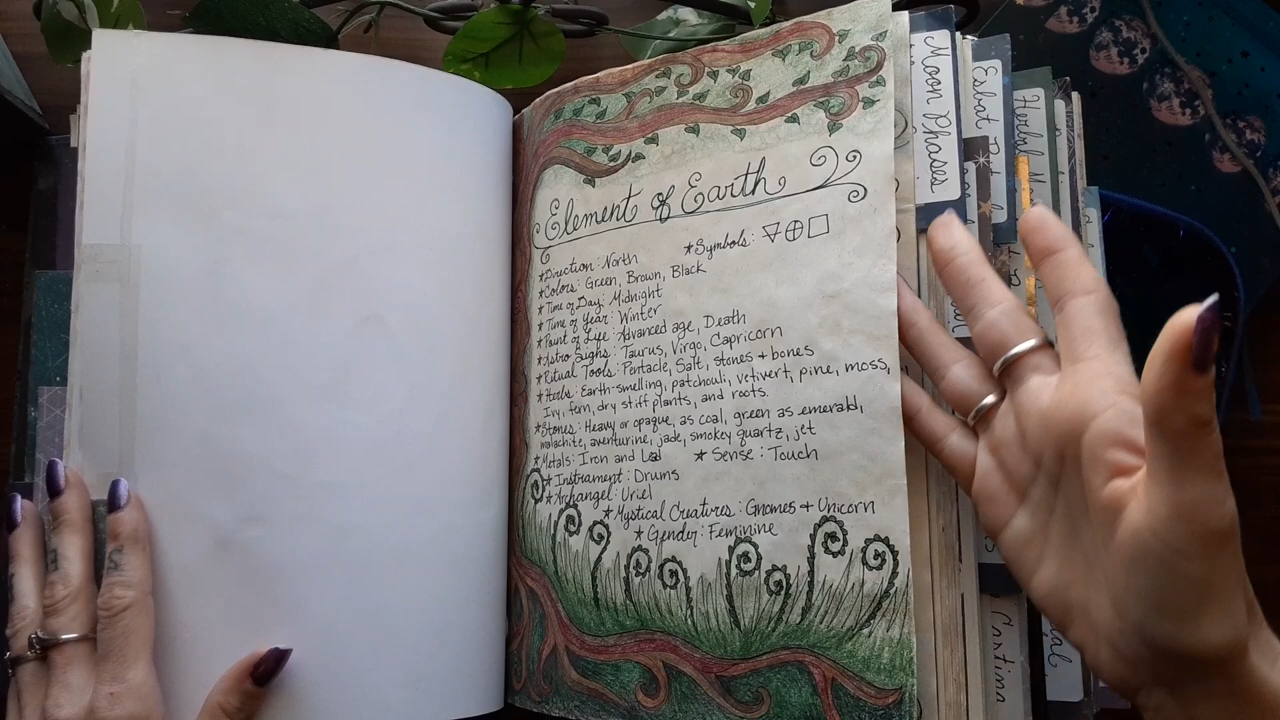 Element of Earth
★Symbols:
★Direction: North
★Colors: Green, Brown, Black
★Time of Day: Midnight
★Time of Year: Winter
★Point of Life: Advanced age, Death
★Astro Signs: Taurus, Virgo, Capricorn
★Ritual Tools: Pentacle, Salt, stones + bones
★Herbs: Earth-smelling, patchouli, vetivert, pine, moss,
Ivy, fern, dry stiff plants, and roots.
★Stones: Heavy or opaque, as coal, green as emerald,
malachite, aventurine, jade, smokey quartz, jet
★Metals: Iron and Lead ★ Sense: Touch
★Instrument: Drums
★Archangel: Uriel
★Mystical Creatures: Gnomes + Unicorn
★ Gender: Feminine
Moon Phases
Esbat
Herbal